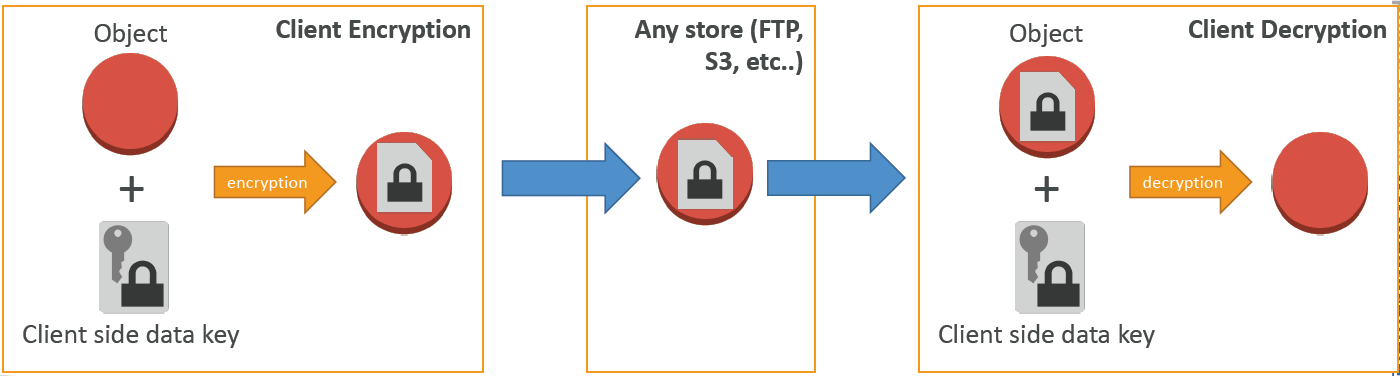 Object
Client Encryption
encryption
+
Client side data key
Any store (FTP,
S3, etc..)
Object
Client Decryption
decryption
+
Client side data key